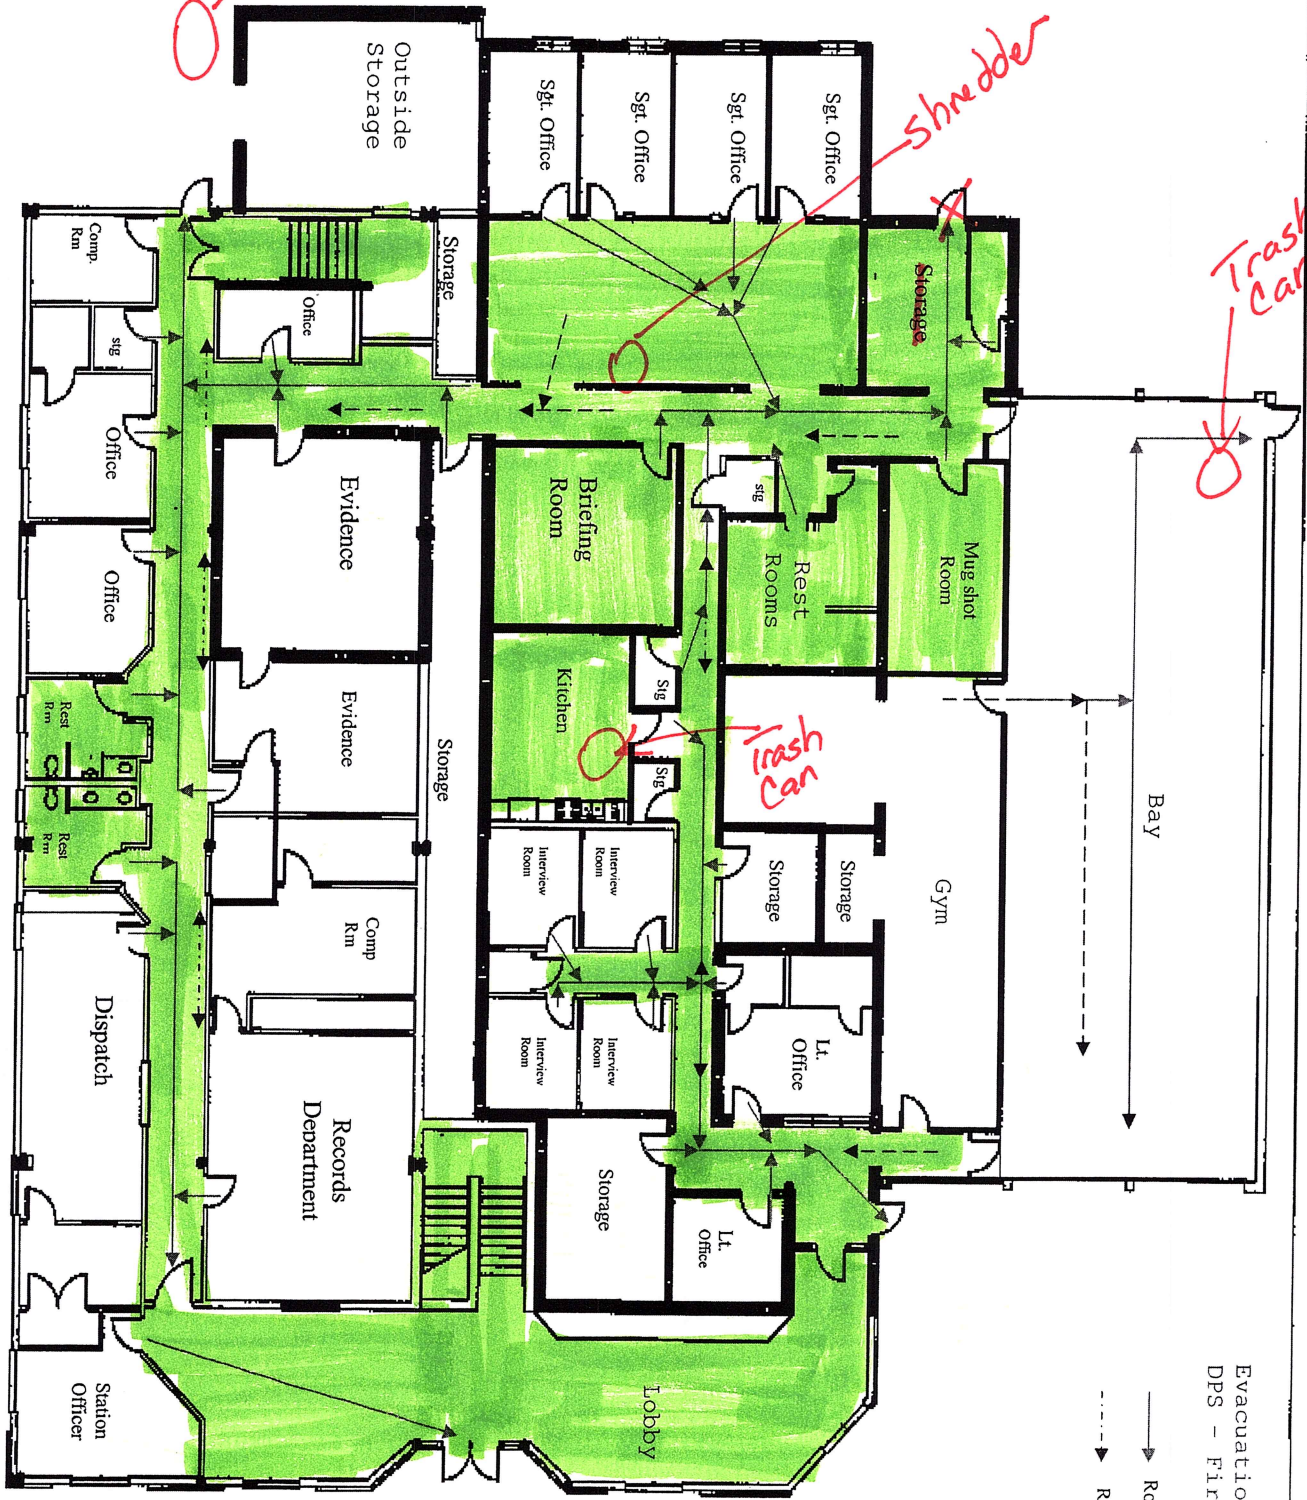 Outside
Storage
Sgt. Office
Sgt. Office
Sgt. Office
Sgt. Office
shredder
Trash
Can
Comp.
Rm
stg
Office
Storage
Storage
Office
Office
Evidence
Briefing
Room
stg
Rest
Rooms
Mug shot
Room
Rest
Rm
Rest
Rm
Evidence
Storage
Kitchen
Stg
Stg
Trash
Can
Bay
Gym
Interview
Room
Interview
Room
Storage
Storage
Comp
Rm
Dispatch
Interview
Room
Interview
Room
Lt.
Office
Records
Department
Storage
Lt.
Office
Station
Officer
Lobby
Evacuatio
DPS - Fir
Ro
R